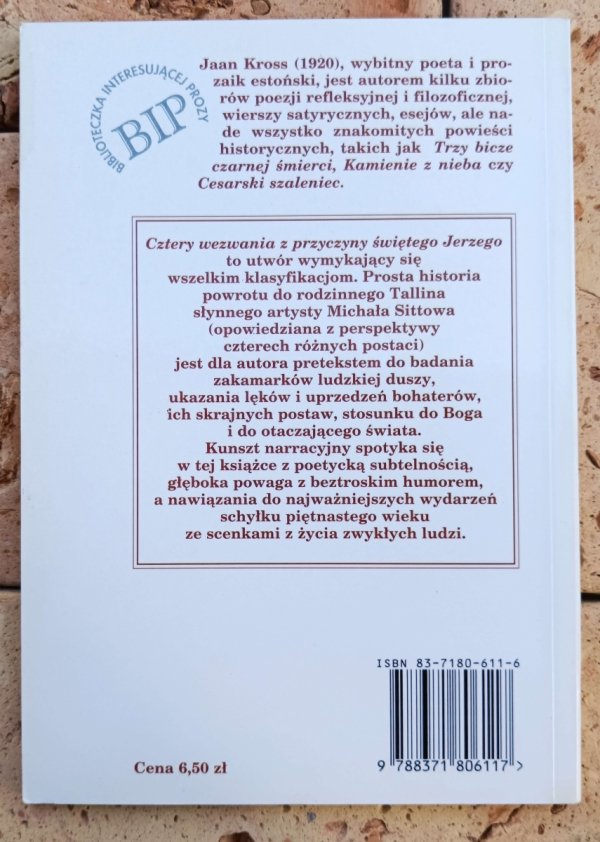 BIBLIOTECZKA INTERESUJĄCEJ PROZY
BIP
Jaan Kross (1920), wybitny poeta i pro-
zaik estoński, jest autorem kilku zbio-
rów poezji refleksyjnej i filozoficznej,
wierszy satyrycznych, esejów, ale na-
de wszystko znakomitych powieści
historycznych, takich jak Trzy bicze
czarnej śmierci, Kamienie z nieba czy
Cesarski szaleniec.
Cztery wezwania z przyczyny świętego Jerzego
to utwór wymykający się
wszelkim klasyfikacjom. Prosta historia
powrotu do rodzinnego Tallina
słynnego artysty Michała Sittowa
(opowiedziana z perspektywy
czterech różnych postaci)
jest dla autora pretekstem do badania
zakamarków ludzkiej duszy,
ukazania lęków i uprzedzeń bohaterów,
ich skrajnych postaw, stosunku do Boga
i do otaczającego świata.
Kunszt narracyjny spotyka się
w tej książce z poetycką subtelnością,
głęboka powaga z beztroskim humorem,
a nawiązania do najważniejszych wydarzeń
schyłku piętnastego wieku
ze scenkami z życia zwykłych ludzi.
ISBN 83-7180-611-6
9 788371 806117 >
Cena 6,50 zł